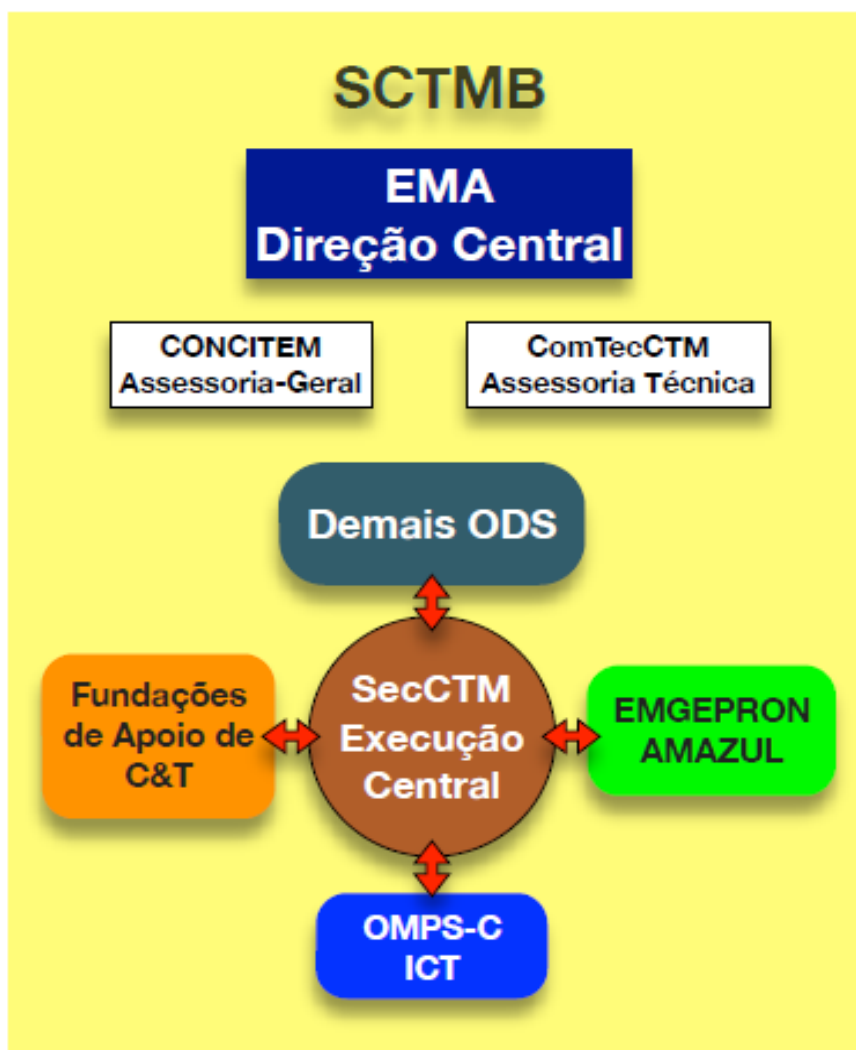 SCTMB
EMA
Direção Central
CONCITEM
Assessoria-Geral
ComTecCTM
Assessoria Técnica
Demais ODS
Fundações
de Apoio de
C&T
SecCTM
Execução
Central
EMGEPRON
AMAZUL
OMPS-C
ICT